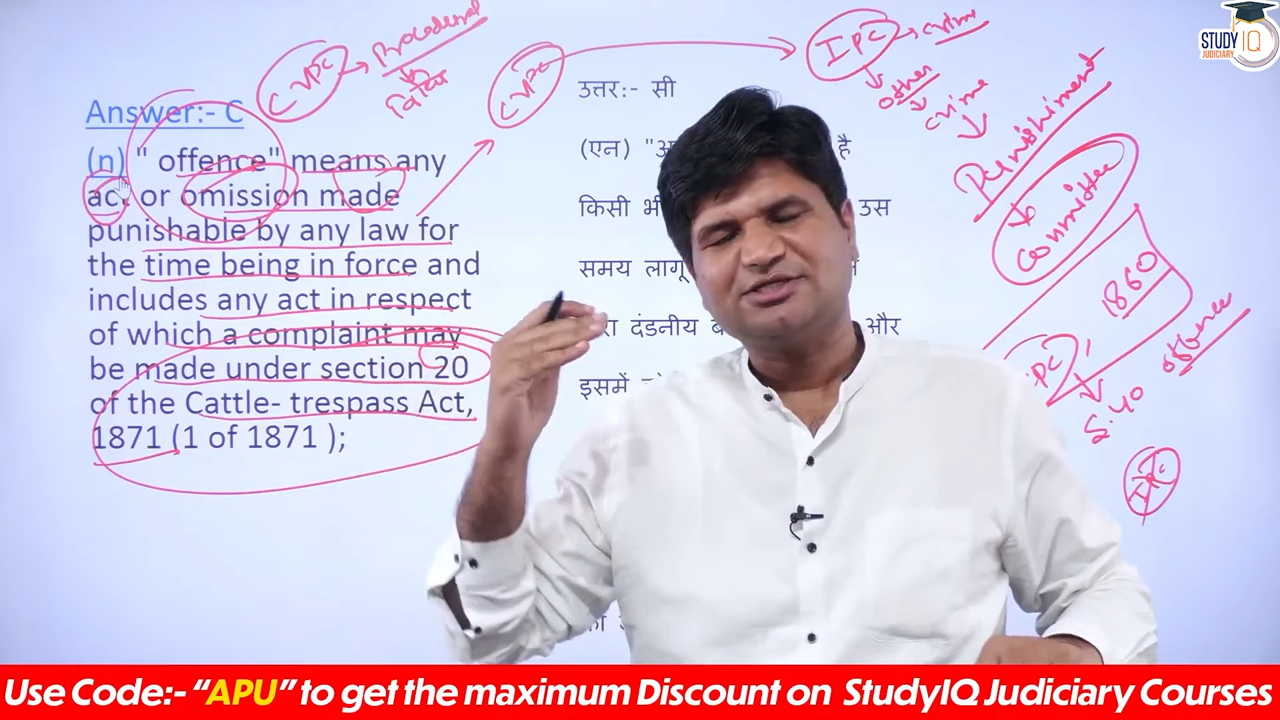 STUDY IQ
JUDICIARY
CrPC → Procedural
CrPC
IPC → crime
other
crime
Punishment
committee
1860
offence
IPC
S.40
IPC
Answer:- C
(n) " offence" means any
act or omission made
punishable by any law for
the time being in force and
includes any act in respect
of which a complaint may
be made under section 20
of the Cattle- trespass Act,
1871 (1 of 1871 );
उत्तर:- सी
(एन) है
किसी भी उस
समय लागू
दंडनीय और
इसमें
Use Code:- “APU” to get the maximum Discount on StudyIQ Judiciary Courses